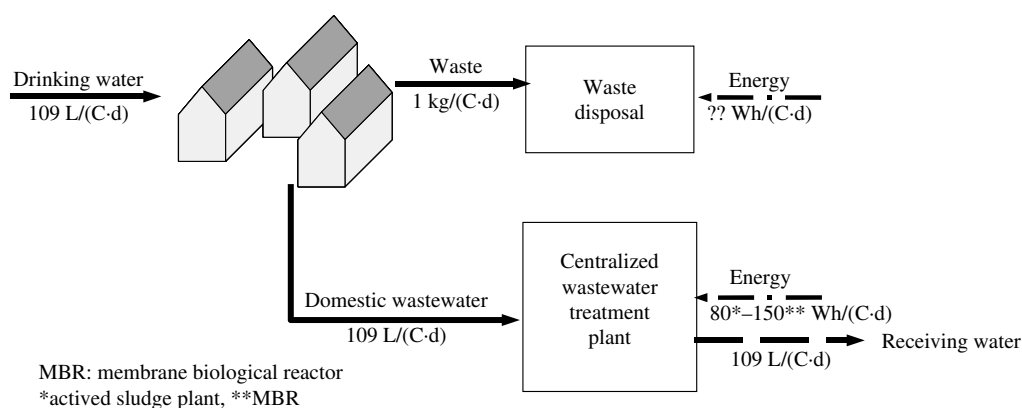 Drinking water
109 L/(C·d)
Waste
1 kg/(C·d)
Waste
disposal
Energy
?? Wh/(C·d)
Domestic wastewater
109 L/(C·d)
Centralized
wastewater
treatment
plant
Energy
80*–150** Wh/(C·d)
109 L/(C·d)
Receiving water
MBR: membrane biological reactor
*actived sludge plant, **MBR